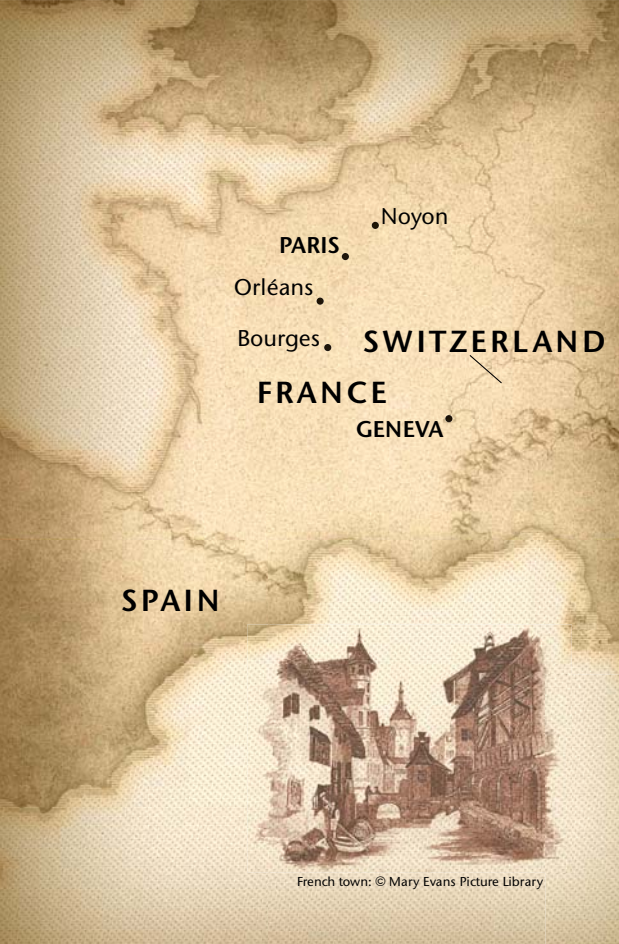 Noyon
PARIS
Orléans
Bourges
SWITZERLAND
FRANCE
GENEVA
SPAIN
French town: © Mary Evans Picture Library